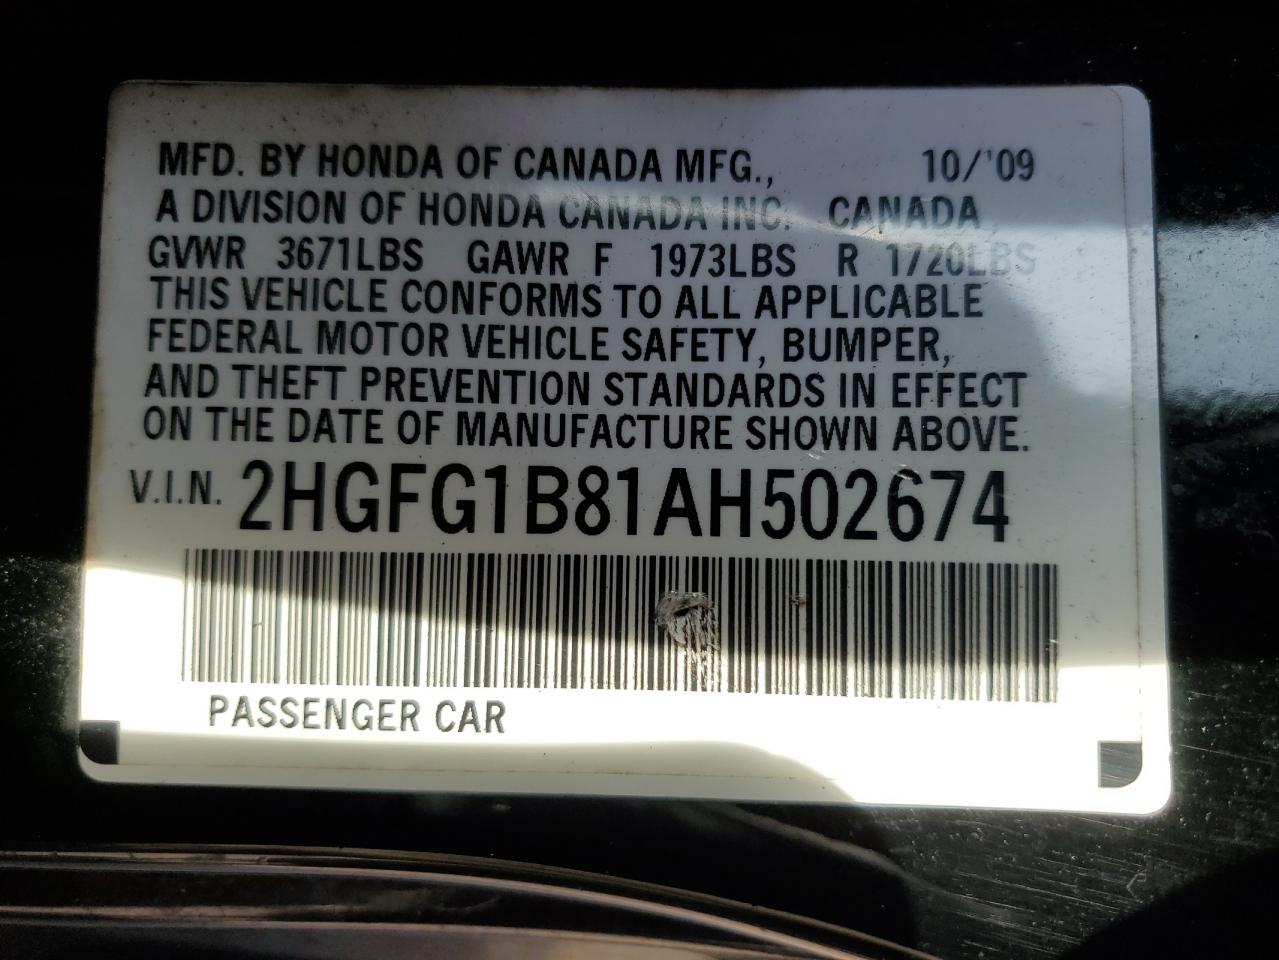 MFD. BY HONDA OF CANADA MFG., 10/'09
A DIVISION OF HONDA CANADA INC. CANADA
GVWR 3671LBS GAWR F 1973LBS R 1720LBS
THIS VEHICLE CONFORMS TO ALL APPLICABLE
FEDERAL MOTOR VEHICLE SAFETY, BUMPER,
AND THEFT PREVENTION STANDARDS IN EFFECT
ON THE DATE OF MANUFACTURE SHOWN ABOVE.
V.I.N. 2HGFG1B81AH502674
PASSENGER CAR